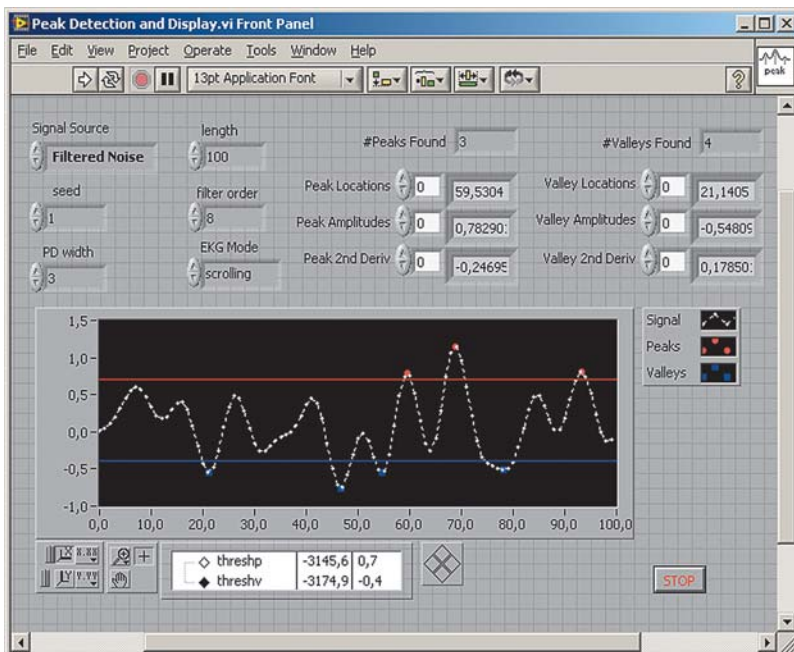 Peak Detection and Display.vi Front Panel
File Edit View Project Operate Tools Window Help
13pt Application Font
peak
Signal Source
Filtered Noise
length
100
#Peaks Found 3
#Valleys Found 4
seed
1
filter order
8
Peak Locations 0 59,5304
Valley Locations 0 21,1405
Peak Amplitudes 0 0,78290
Valley Amplitudes 0 -0,54809
PD width
3
EKG Mode
scrolling
Peak 2nd Deriv 0 -0,24695
Valley 2nd Deriv 0 0,17850
Signal
Peaks
Valleys
1,5
1,0
0,5
0,0
-0,5
-1,0
0,0 10,0 20,0 30,0 40,0 50,0 60,0 70,0 80,0 90,0 100,0
X 8.88
Y Y.YY
threshp -3145,6 0,7
threshv -3174,9 -0,4
STOP